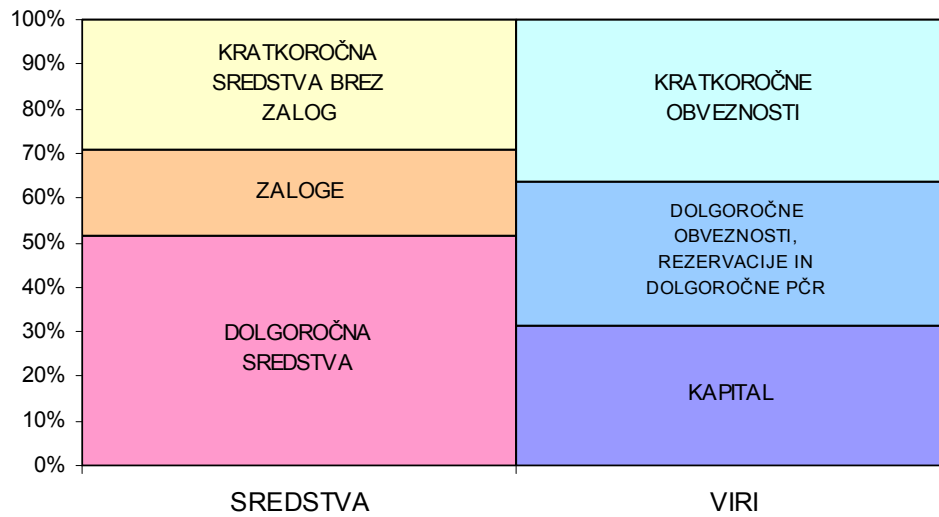 100%
90%
80%
70%
60%
50%
40%
30%
20%
10%
0%
KRATKOROČNA
SREDSTVA BREZ
ZALOG
ZALOGE
DOLGOROČNA
SREDSTVA
KRATKOROČNE
OBVEZNOSTI
DOLGOROČNE
OBVEZNOSTI,
REZERVACIJE IN
DOLGOROČNE PČR
KAPITAL
SREDSTVA
VIRI